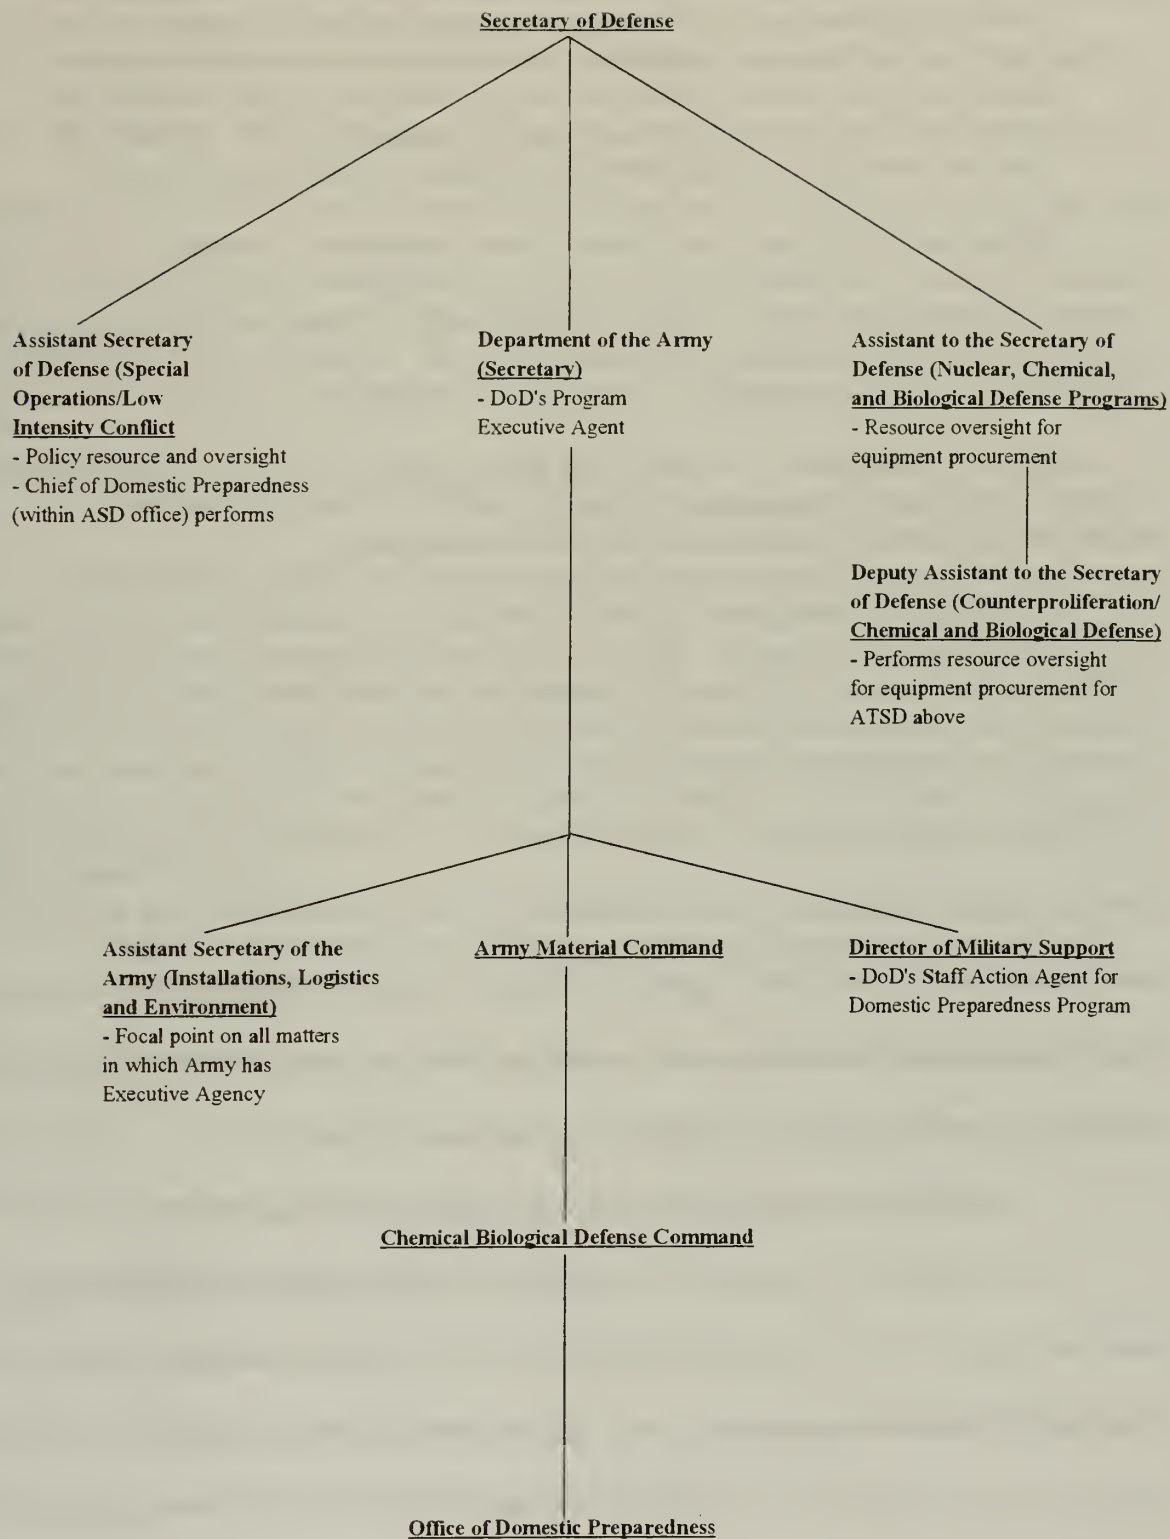 Secretary of Defense
Assistant Secretary
of Defense (Special
Operations/Low
Intensity Conflict
- Policy resource and oversight
- Chief of Domestic Preparedness
(within ASD office) performs
Department of the Army
(Secretary)
- DoD's Program
Executive Agent
Assistant to the Secretary of
Defense (Nuclear, Chemical,
and Biological Defense Programs)
- Resource oversight for
equipment procurement
Deputy Assistant to the Secretary
of Defense (Counterproliferation/
Chemical and Biological Defense)
- Performs resource oversight
for equipment procurement for
ATSD above
Assistant Secretary of the
Army (Installations, Logistics
and Environment)
- Focal point on all matters
in which Army has
Executive Agency
Army Material Command
Director of Military Support
- DoD's Staff Action Agent for
Domestic Preparedness Program
Chemical Biological Defense Command
Office of Domestic Preparedness